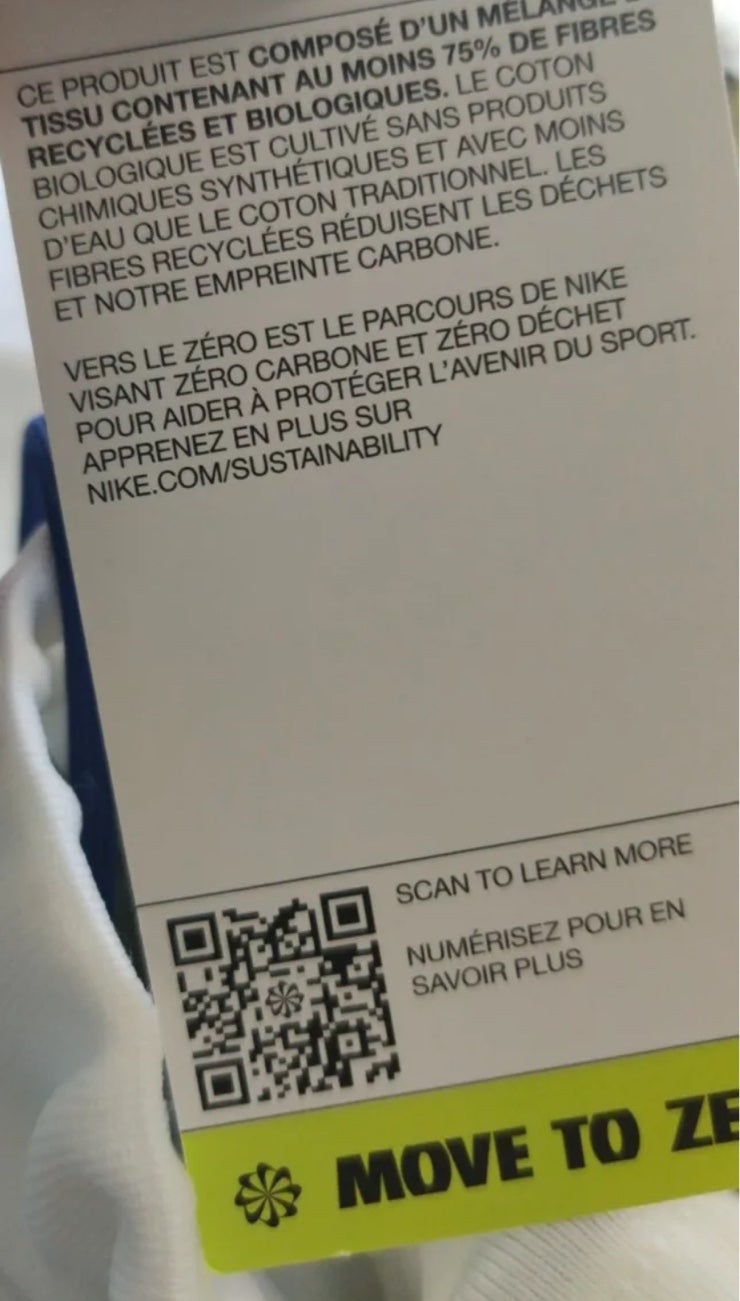 CE PRODUIT EST COMPOSÉ D'UN MÉLANGE
TISSU CONTENANT AU MOINS 75% DE FIBRES
RECYCLÉES ET BIOLOGIQUES. LE COTON
BIOLOGIQUE EST CULTIVÉ SANS PRODUITS
CHIMIQUES SYNTHÉTIQUES ET AVEC MOINS
D'EAU QUE LE COTON TRADITIONNEL. LES
FIBRES RECYCLÉES RÉDUISENT LES DÉCHETS
ET NOTRE EMPREINTE CARBONE.
VERS LE ZÉRO EST LE PARCOURS DE NIKE
VISANT ZÉRO CARBONE ET ZÉRO DÉCHET
POUR AIDER À PROTÉGER L'AVENIR DU SPORT.
APPRENEZ EN PLUS SUR
NIKE.COM/SUSTAINABILITY
SCAN TO LEARN MORE
NUMÉRISEZ POUR EN
SAVOIR PLUS
MOVE TO ZE